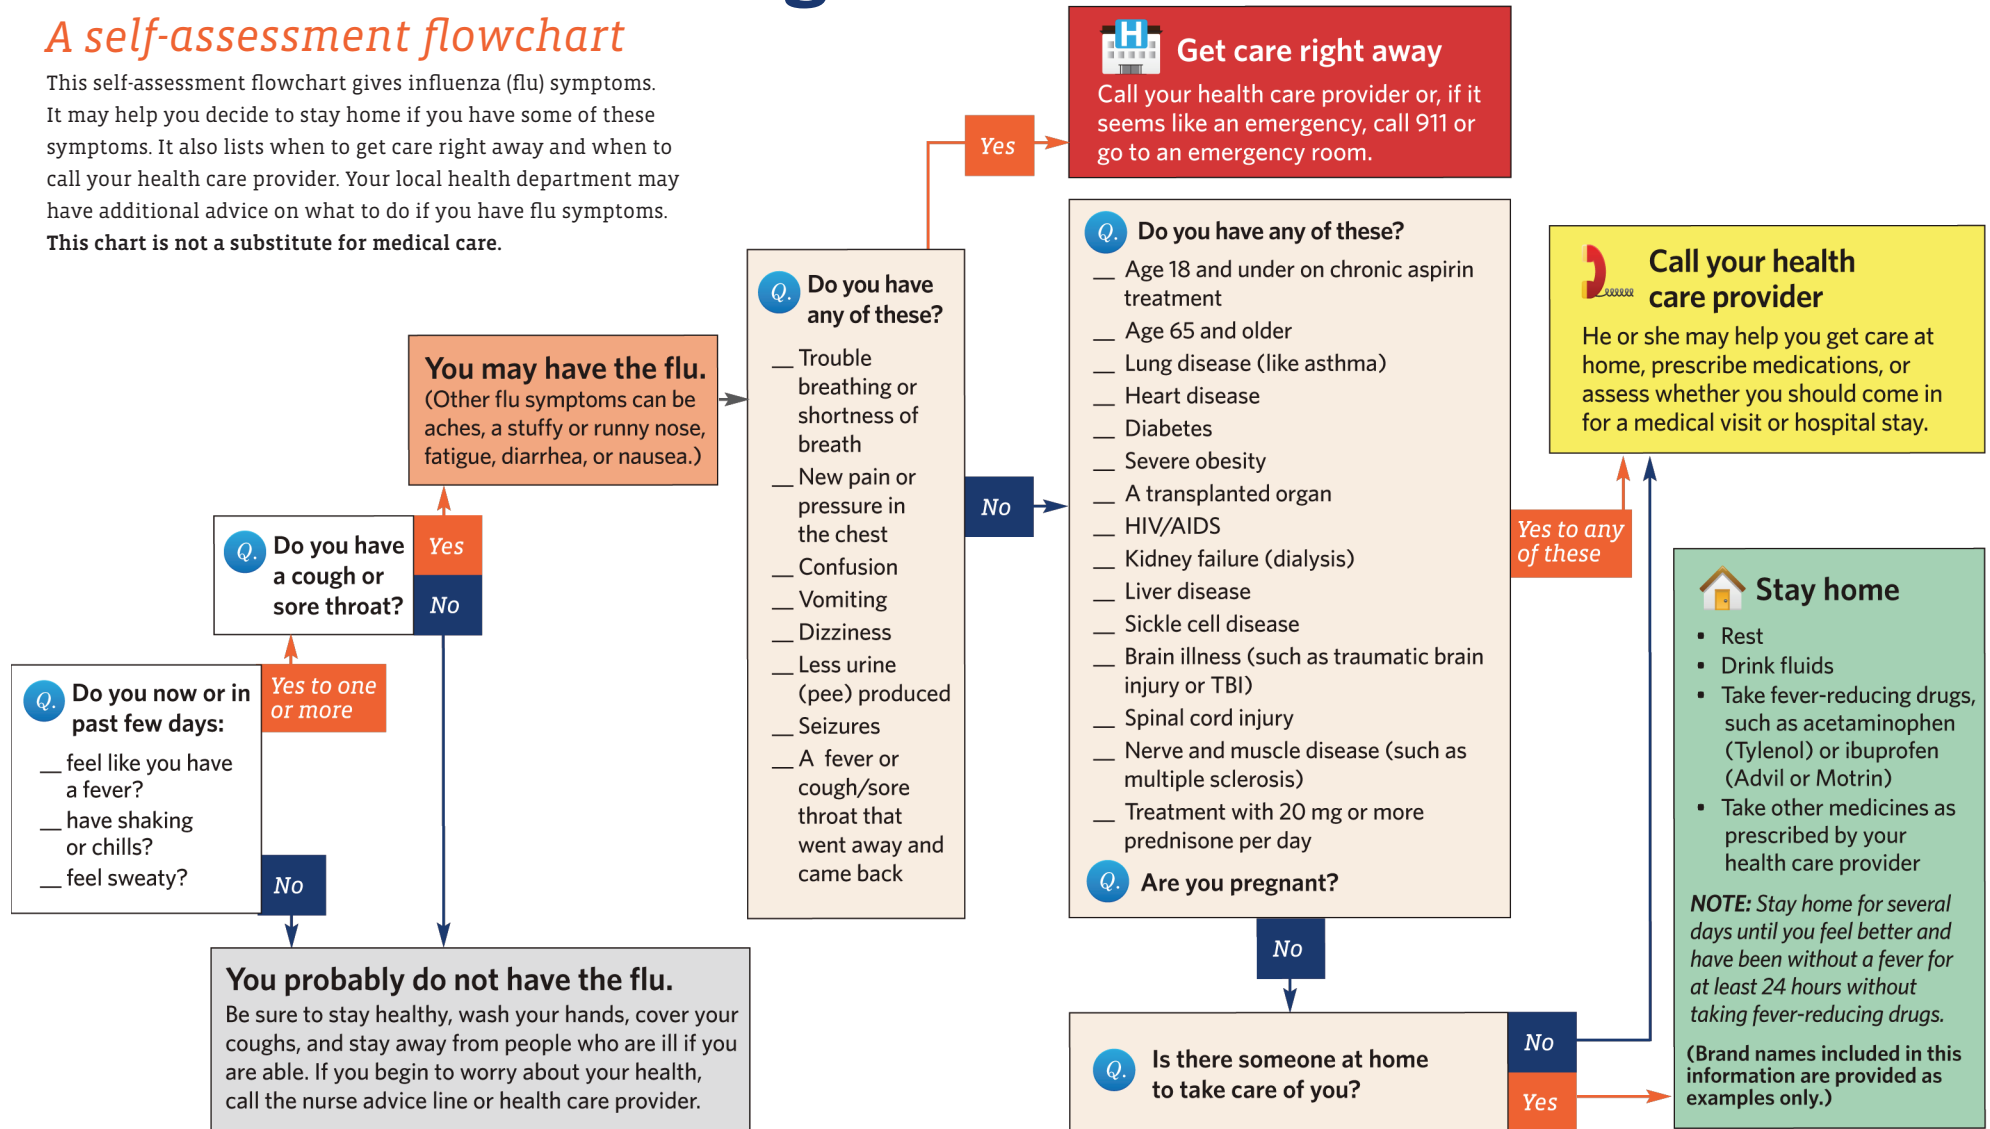 A self-assessment flowchart
This self-assessment flowchart gives influenza (flu) symptoms.
It may help you decide to stay home if you have some of these
symptoms. It also lists when to get care right away and when to
call your health care provider. Your local health department may
have additional advice on what to do if you have flu symptoms.
This chart is not a substitute for medical care.
Q. Do you now or in
past few days:
__ feel like you have
a fever?
__ have shaking
or chills?
__ feel sweaty?
Yes to one
or more
No
Q. Do you have
a cough or
sore throat?
Yes
No
You may have the flu.
(Other flu symptoms can be
aches, a stuffy or runny nose,
fatigue, diarrhea, or nausea.)
You probably do not have the flu.
Be sure to stay healthy, wash your hands, cover your
coughs, and stay away from people who are ill if you
are able. If you begin to worry about your health,
call the nurse advice line or health care provider.
Q. Do you have
any of these?
__ Trouble
breathing or
shortness of
breath
__ New pain or
pressure in
the chest
__ Confusion
__ Vomiting
__ Dizziness
__ Less urine
(pee) produced
__ Seizures
__ A fever or
cough/sore
throat that
went away and
came back
Yes
No
H
Get care right away
Call your health care provider or, if it
seems like an emergency, call 911 or
go to an emergency room.
Q. Do you have any of these?
__ Age 18 and under on chronic aspirin
treatment
__ Age 65 and older
__ Lung disease (like asthma)
__ Heart disease
__ Diabetes
__ Severe obesity
__ A transplanted organ
__ HIV/AIDS
__ Kidney failure (dialysis)
__ Liver disease
__ Sickle cell disease
__ Brain illness (such as traumatic brain
injury or TBI)
__ Spinal cord injury
__ Nerve and muscle disease (such as
multiple sclerosis)
__ Treatment with 20 mg or more
prednisone per day
Q. Are you pregnant?
Yes to any
of these
No
Q. Is there someone at home
to take care of you?
No
Yes
Call your health
care provider
He or she may help you get care at
home, prescribe medications, or
assess whether you should come in
for a medical visit or hospital stay.
Stay home
• Rest
• Drink fluids
• Take fever-reducing drugs,
such as acetaminophen
(Tylenol) or ibuprofen
(Advil or Motrin)
• Take other medicines as
prescribed by your
health care provider
NOTE: Stay home for several
days until you feel better and
have been without a fever for
at least 24 hours without
taking fever-reducing drugs.
(Brand names included in this
information are provided as
examples only.)